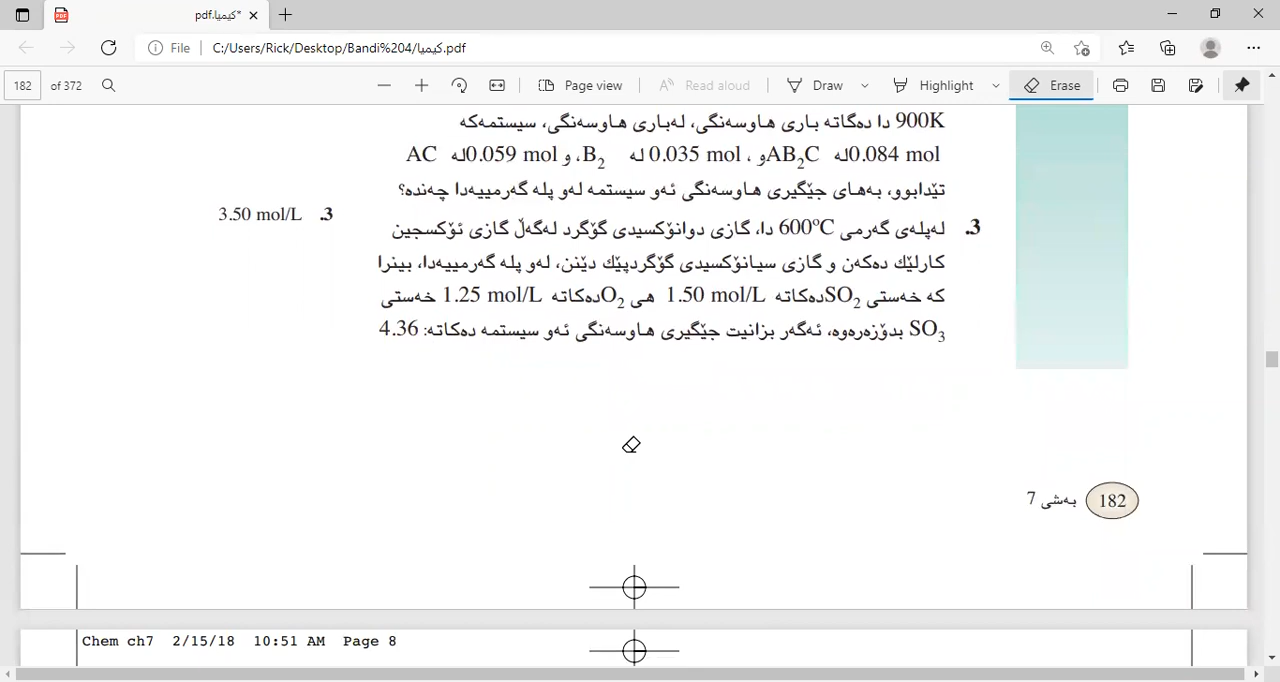 کیمیا.pdf*
File C:/Users/Rick/Desktop/Bandi%204/کیمیا.pdf
182 of 372 Page view Read aloud Draw Highlight Erase
900K دا دەگاتە باری هاوسەنگی، لەباری هاوسەنگی، سیستمەکە
0.084 mol لە AB2C و ، 0.035 mol لە B2، و 0.059 mol لە AC
تێدابوو، بەهای جێگیری هاوسەنگی ئەو سیستمە لەو پلە گەرمییەدا چەندە؟
3. لەپلەی گەرمی 600°C دا، گازی دوانۆکسیدی گۆگرد لەگەڵ گازی ئۆکسجین
3. 3.50 mol/L
کارلێك دەکەن و گازی سیانۆکسیدی گۆگردپێك دێنن، لەو پلە گەرمییەدا، بینرا
کە خەستی SO2 دەکاتە 1.50 mol/L هی O2 دەکاتە 1.25 mol/L خەستی
SO3 بدۆزەرەوە، ئەگەر بزانیت جێگیری هاوسەنگی ئەو سیستمە دەکاتە: 4.36
182 بەشی 7
Chem ch7 2/15/18 10:51 AM Page 8